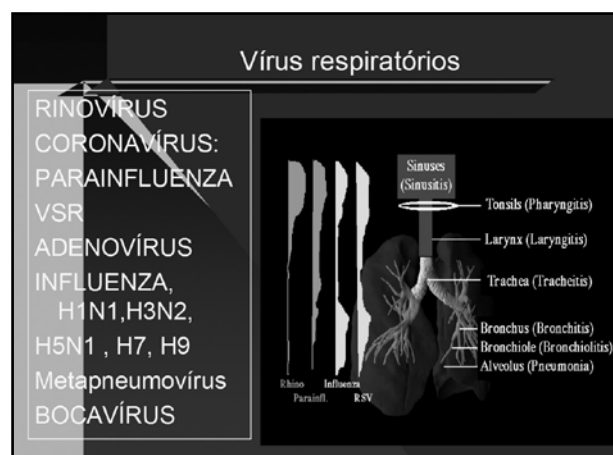 Vírus respiratórios
RINOVÍRUS
CORONAVÍRUS:
PARAINFLUENZA
VSR
ADENOVÍRUS
INFLUENZA,
H1N1,H3N2,
H5N1 , H7, H9
Metapneumovírus
BOCAVÍRUS
Sinuses
(Sinusitis)
Tonsils (Pharyngitis)
Larynx (Laryngitis)
Trachea (Tracheitis)
Bronchus (Bronchitis)
Bronchiole (Bronchiolitis)
Alveolus (Pneumonia)
Rhino
Influenza
Parainfl.
RSV